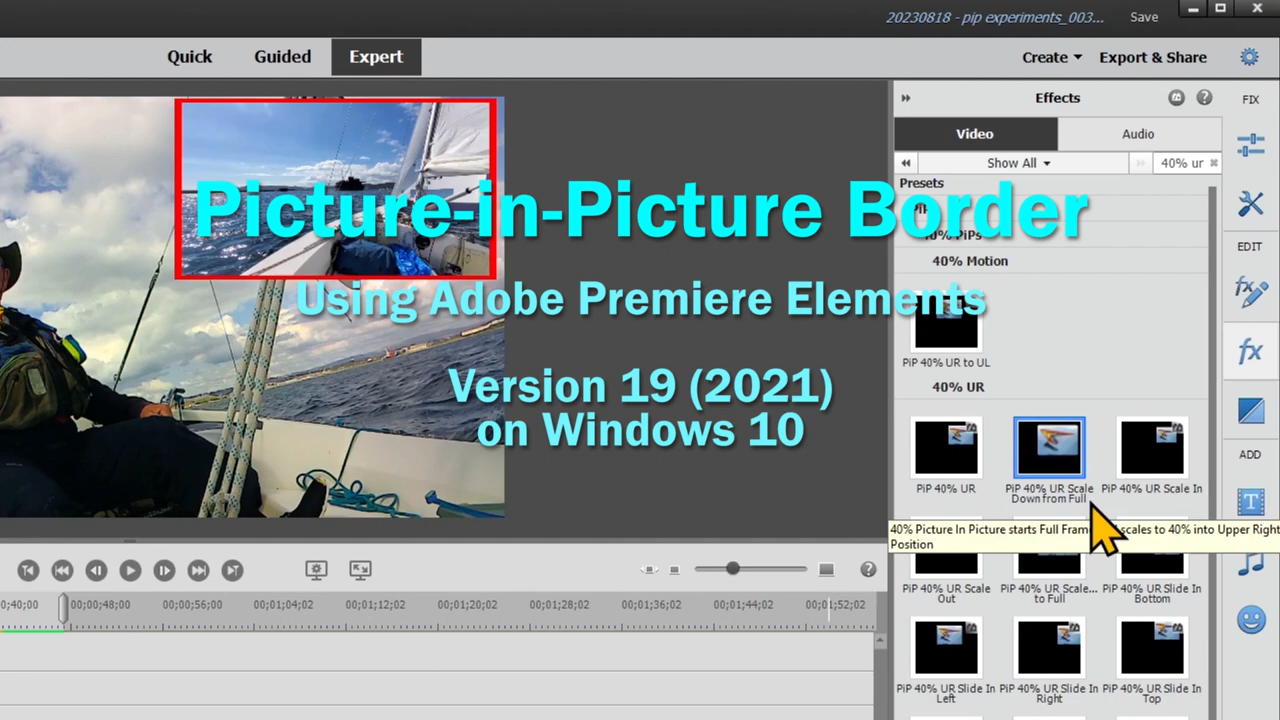 20230818 - pip experiments_003...
Save
Quick
Guided
Expert
Create
Export & Share
Effects
FIX
Video
Audio
Show All
40% ur
Presets
Picture-in-Picture Border
40% PiPs
EDIT
40% Motion
Using Adobe Premiere Elements
PiP 40% UR to UL
fx
Version 19 (2021)
40% UR
on Windows 10
ADD
PiP 40% UR
PiP 40% UR Scale
Down from Full
PiP 40% UR Scale In
T
40% Picture In Picture starts Full Fram
scales to 40% into Upper Right
Position
PiP 40% UR Scale
Out
PiP 40% UR Scale...
to Full
PiP 40% UR Slide In
Bottom
0;40;00
00;00;48;00
00;00;56;00
00;01;04;02
00;01;12;02
00;01;20;02
00;01;28;02
00;01;36;02
00;01;44;02
00;01;52;02
PiP 40% UR Slide In
Left
PiP 40% UR Slide In
Right
PiP 40% UR Slide In
Top